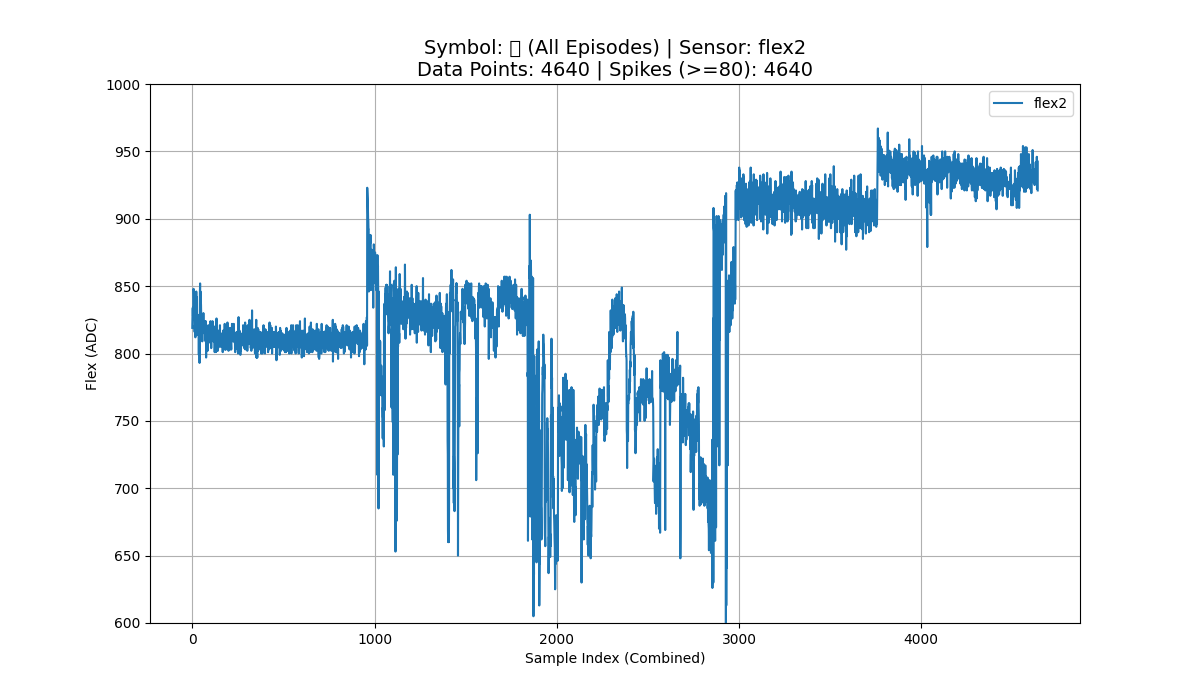 Symbol: (All Episodes) | Sensor: flex2
Data Points: 4640 | Spikes (>=80): 4640
flex2
Flex (ADC)
1000
950
900
850
800
750
700
650
600
0 1000 2000 3000 4000
Sample Index (Combined)